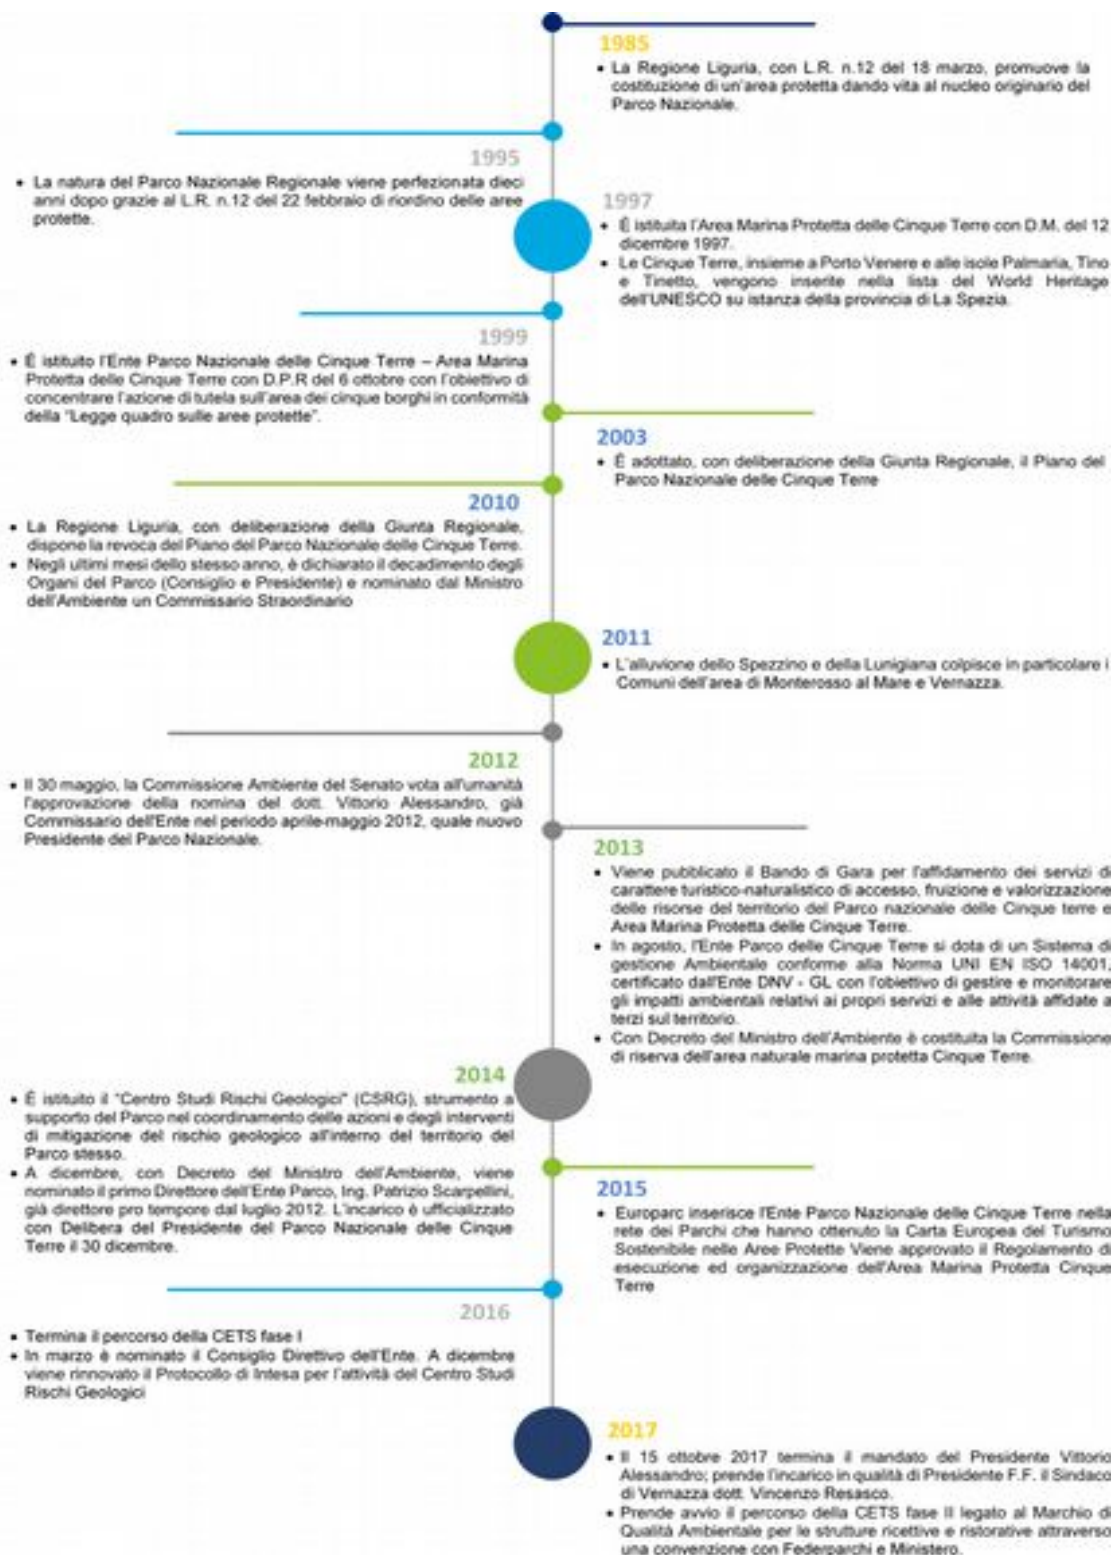 1985
• La Regione Liguria, con L.R. n.12 del 18 marzo, promuove la
costituzione di un'area protetta dando vita al nucleo originario del
Parco Nazionale.
1995
• La natura del Parco Nazionale Regionale viene perfezionata dieci
anni dopo grazie al L.R. n.12 del 22 febbraio di riordino delle aree
protette.
1997
• É istituita l'Area Marina Protetta delle Cinque Terre con D.M. del 12
dicembre 1997.
• Le Cinque Terre, insieme a Porto Venere e alle isole Palmaria, Tino
e Tinetto, vengono inserite nella lista del World Heritage
dell'UNESCO su istanza della provincia di La Spezia.
1999
• É istituito l'Ente Parco Nazionale delle Cinque Terre – Area Marina
Protetta delle Cinque Terre con D.P.R del 6 ottobre con l'obiettivo di
concentrare l'azione di tutela sull'area dei cinque borghi in conformità
della "Legge quadro sulle aree protette".
2003
• É adottato, con deliberazione della Giunta Regionale, il Piano del
Parco Nazionale delle Cinque Terre
2010
• La Regione Liguria, con deliberazione della Giunta Regionale,
dispone la revoca del Piano del Parco Nazionale delle Cinque Terre.
• Negli ultimi mesi dello stesso anno, è dichiarato il decadimento degli
Organi del Parco (Consiglio e Presidente) e nominato dal Ministro
dell'Ambiente un Commissario Straordinario
2011
• L'alluvione dello Spezzino e della Lunigiana colpisce in particolare i
Comuni dell'area di Monterosso al Mare e Vernazza.
2012
• Il 30 maggio, la Commissione Ambiente del Senato vota all'umanità
l'approvazione della nomina del dott. Vittorio Alessandro, già
Commissario dell'Ente nel periodo aprile-maggio 2012, quale nuovo
Presidente del Parco Nazionale.
2013
• Viene pubblicato il Bando di Gara per l'affidamento dei servizi di
carattere turistico-naturalistico di accesso, fruizione e valorizzazione
delle risorse del territorio del Parco nazionale delle Cinque terre e
Area Marina Protetta delle Cinque Terre.
• In agosto, l'Ente Parco delle Cinque Terre si dota di un Sistema di
gestione Ambientale conforme alla Norma UNI EN ISO 14001,
certificato dall'Ente DNV - GL con l'obiettivo di gestire e monitorare
gli impatti ambientali relativi ai propri servizi e alle attività affidate a
terzi sul territorio.
• Con Decreto del Ministro dell'Ambiente è costituita la Commissione
di riserva dell'area naturale marina protetta Cinque Terre.
2014
• É istituito il "Centro Studi Rischi Geologici" (CSRG), strumento a
supporto del Parco nel coordinamento delle azioni e degli interventi
di mitigazione del rischio geologico all'interno del territorio del
Parco stesso.
• A dicembre, con Decreto del Ministro dell'Ambiente, viene
nominato il primo Direttore dell'Ente Parco, Ing. Patrizio Scarpellini,
già direttore pro tempore dal luglio 2012. L'incarico è ufficializzato
con Delibera del Presidente del Parco Nazionale delle Cinque
Terre il 30 dicembre.
2015
• Europarc inserisce l'Ente Parco Nazionale delle Cinque Terre nella
rete dei Parchi che hanno ottenuto la Carta Europea del Turismo
Sostenibile nelle Aree Protette Viene approvato il Regolamento di
esecuzione ed organizzazione dell'Area Marina Protetta Cinque
Terre
2016
• Termina il percorso della CETS fase I
• In marzo è nominato il Consiglio Direttivo dell'Ente. A dicembre
viene rinnovato il Protocollo di Intesa per l'attività del Centro Studi
Rischi Geologici
2017
• Il 15 ottobre 2017 termina il mandato del Presidente Vittorio
Alessandro; prende l'incarico in qualità di Presidente F.F. il Sindaco
di Vernazza dott. Vincenzo Resasco.
• Prende avvio il percorso della CETS fase II legato al Marchio di
Qualità Ambientale per le strutture ricettive e ristorative attraverso
una convenzione con Federparchi e Ministero.